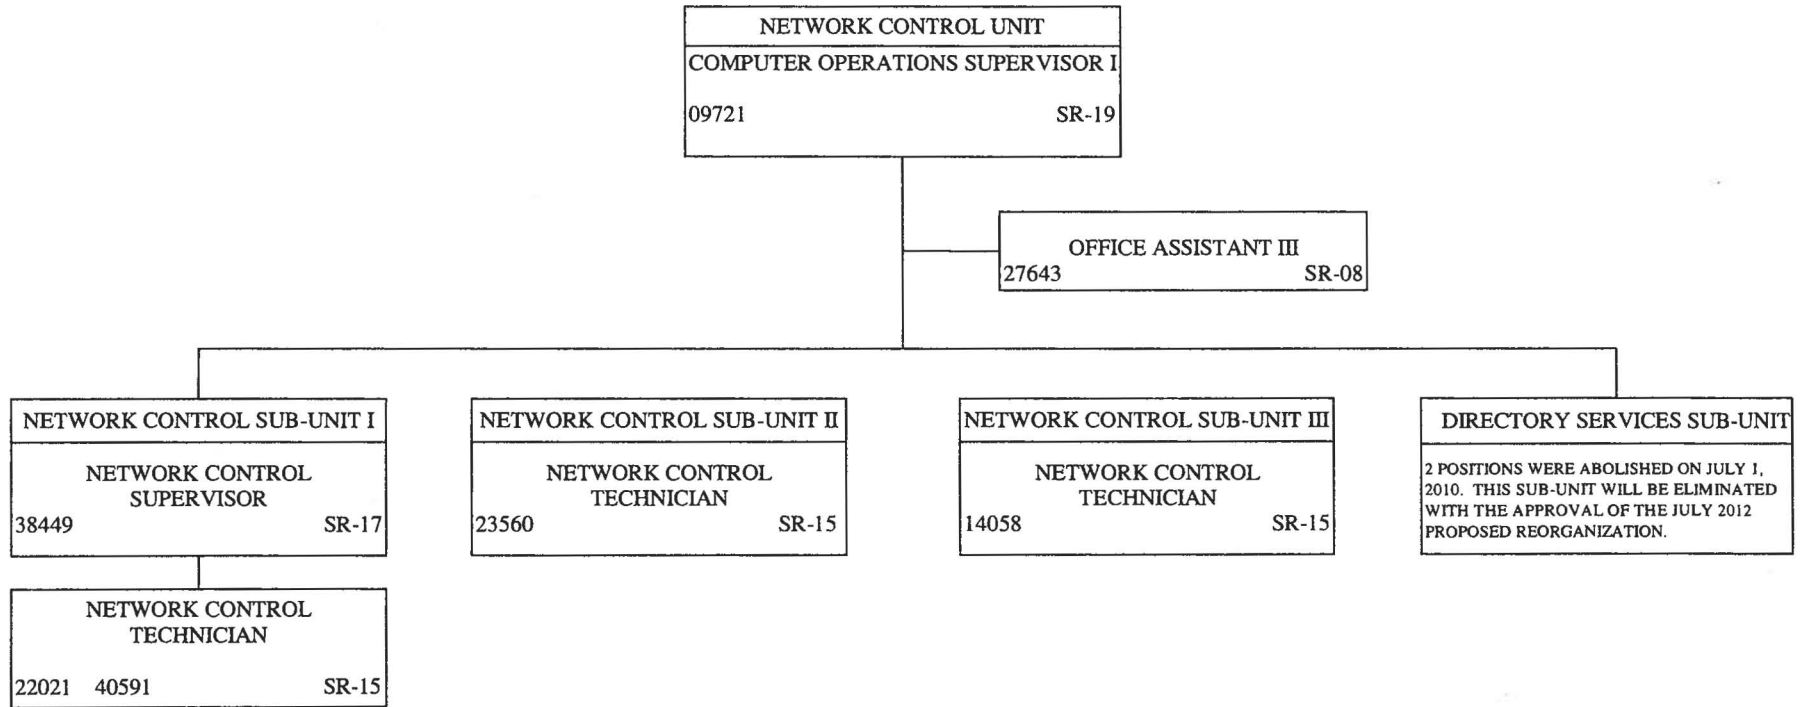 NETWORK CONTROL UNIT
COMPUTER OPERATIONS SUPERVISOR I
09721 SR-19
OFFICE ASSISTANT III
27643 SR-08
NETWORK CONTROL SUB-UNIT I
NETWORK CONTROL
SUPERVISOR
38449 SR-17
NETWORK CONTROL
TECHNICIAN
22021 40591 SR-15
NETWORK CONTROL SUB-UNIT II
NETWORK CONTROL
TECHNICIAN
23560 SR-15
NETWORK CONTROL SUB-UNIT III
NETWORK CONTROL
TECHNICIAN
14058 SR-15
DIRECTORY SERVICES SUB-UNIT
2 POSITIONS WERE ABOLISHED ON JULY 1,
2010. THIS SUB-UNIT WILL BE ELIMINATED
WITH THE APPROVAL OF THE JULY 2012
PROPOSED REORGANIZATION.